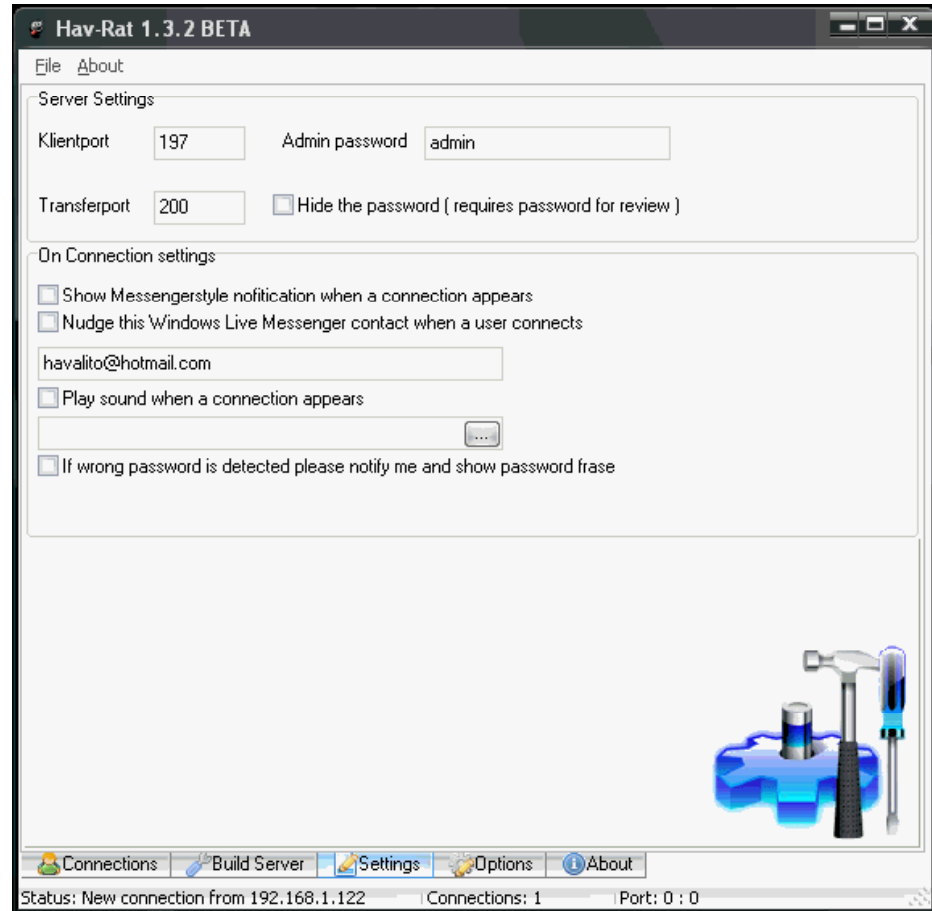 Hav-Rat 1.3.2 BETA
File About
Server Settings
Klientport 197 Admin password admin
Transferport 200 Hide the password ( requires password for review )
On Connection settings
Show Messengerstyle nofitication when a connection appears
Nudge this Windows Live Messenger contact when a user connects
havalito@hotmail.com
Play sound when a connection appears
...
If wrong password is detected please notify me and show password frase
Connections Build Server Settings Options About
Status: New connection from 192.168.1.122 Connections: 1 Port: 0 : 0